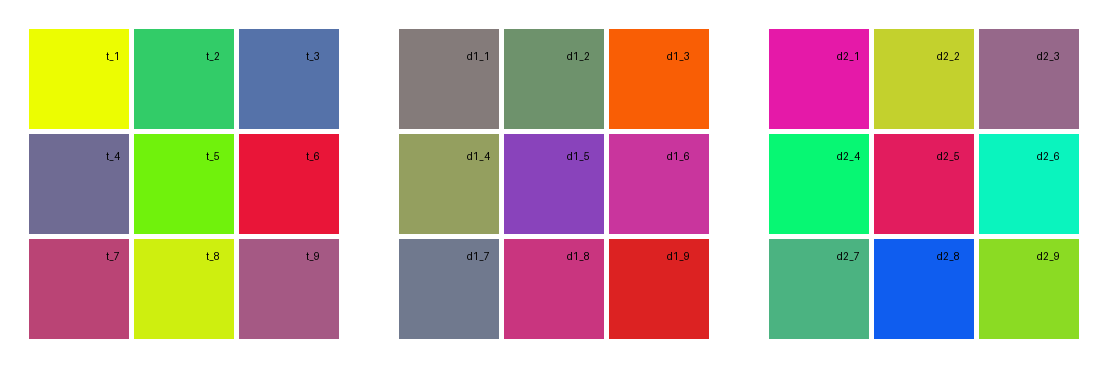 t_1 t_2 t_3 d1_1 d1_2 d1_3 d2_1 d2_2 d2_3
t_4 t_5 t_6 d1_4 d1_5 d1_6 d2_4 d2_5 d2_6
t_7 t_8 t_9 d1_7 d1_8 d1_9 d2_7 d2_8 d2_9